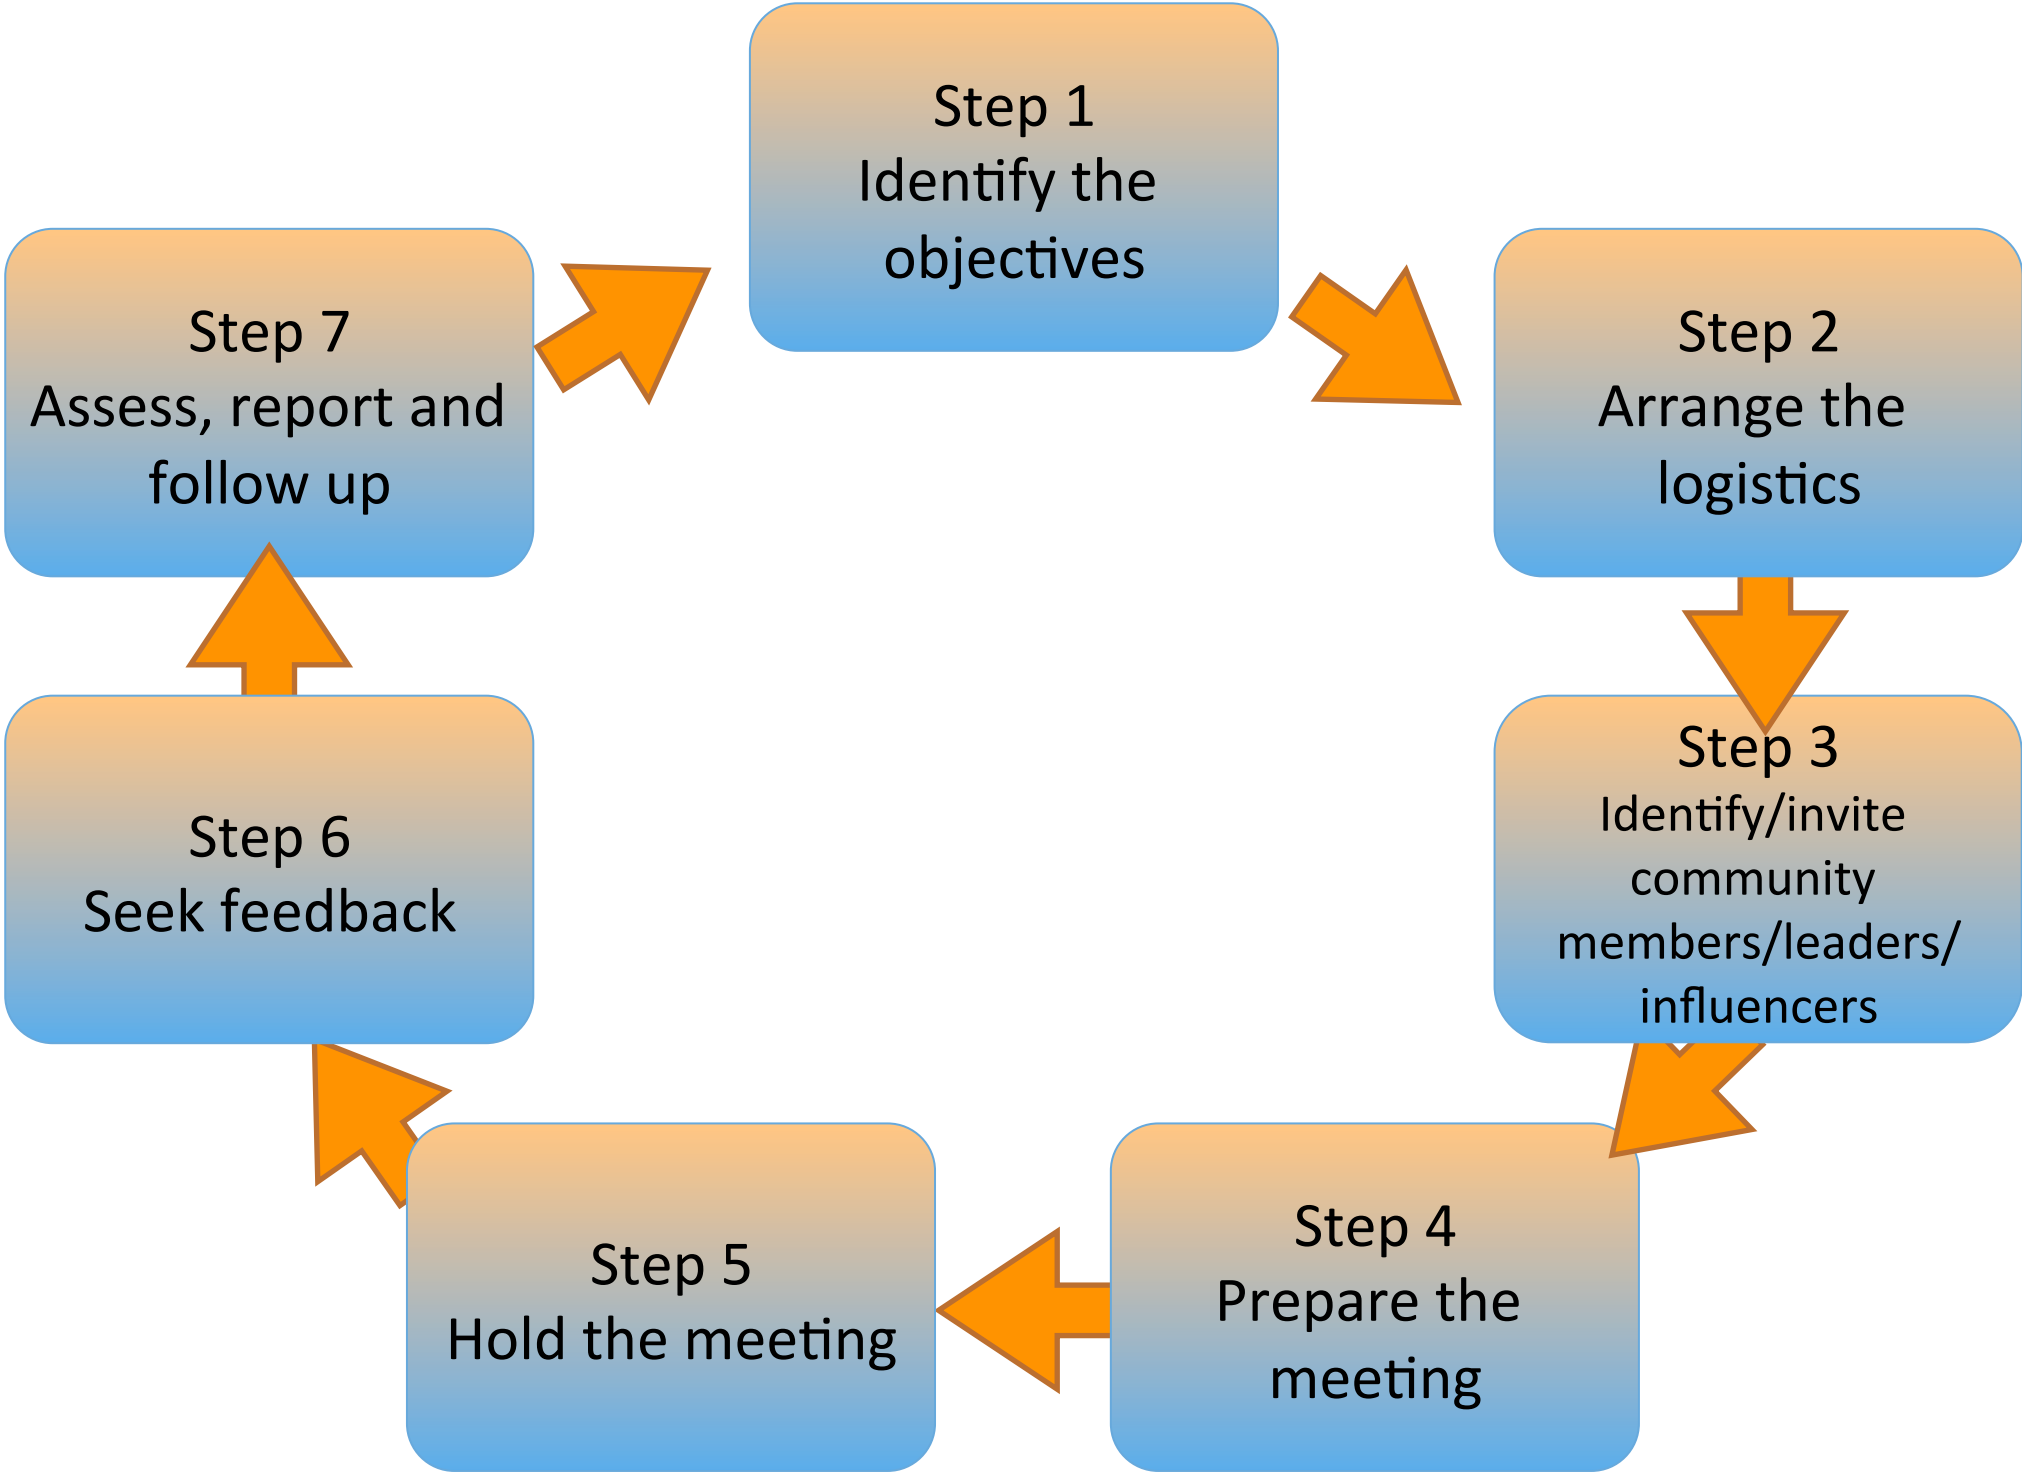 Step 1
Identify the
objectives
Step 2
Arrange the
logistics
Step 3
Identify/invite
community
members/leaders/
influencers
Step 4
Prepare the
meeting
Step 5
Hold the meeting
Step 6
Seek feedback
Step 7
Assess, report and
follow up